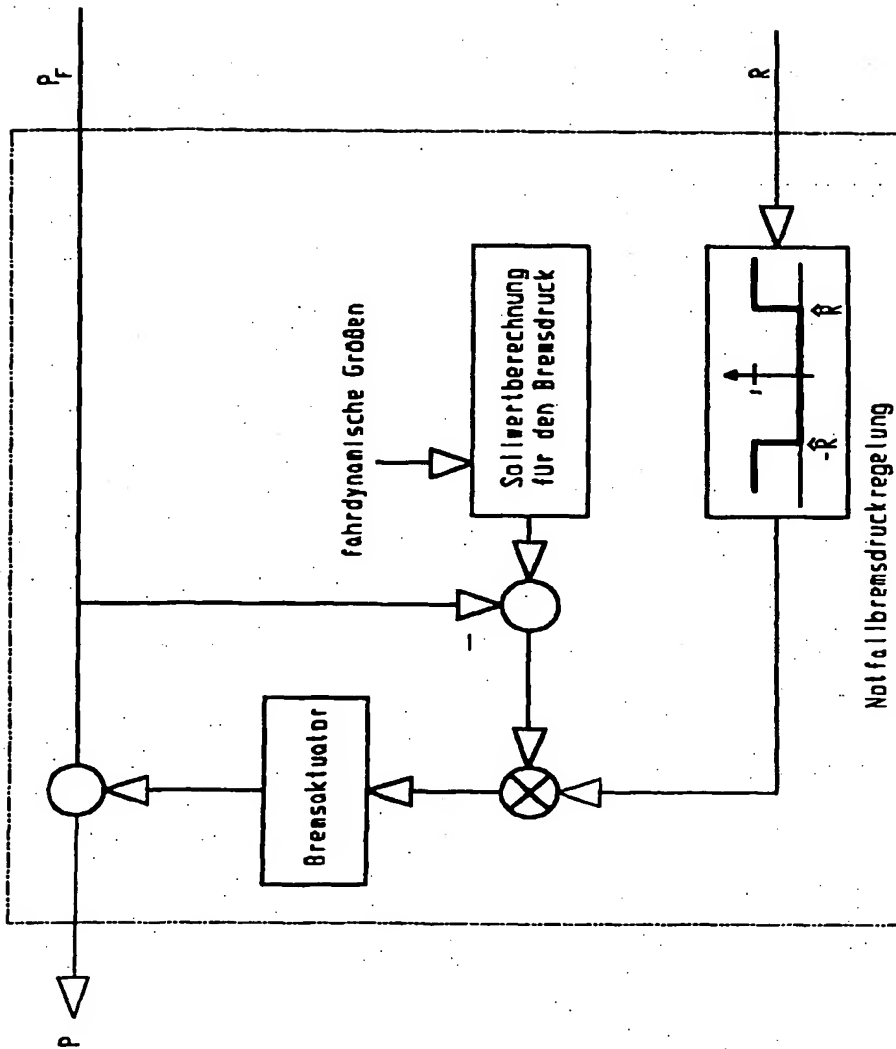 P_F
R
fahrdynamische Größen
Sollwertberechnung
für den Bremsdruck
1
-R̂
R̂
Notfallbremsdruckregelung
−
Bremsaktuator
P